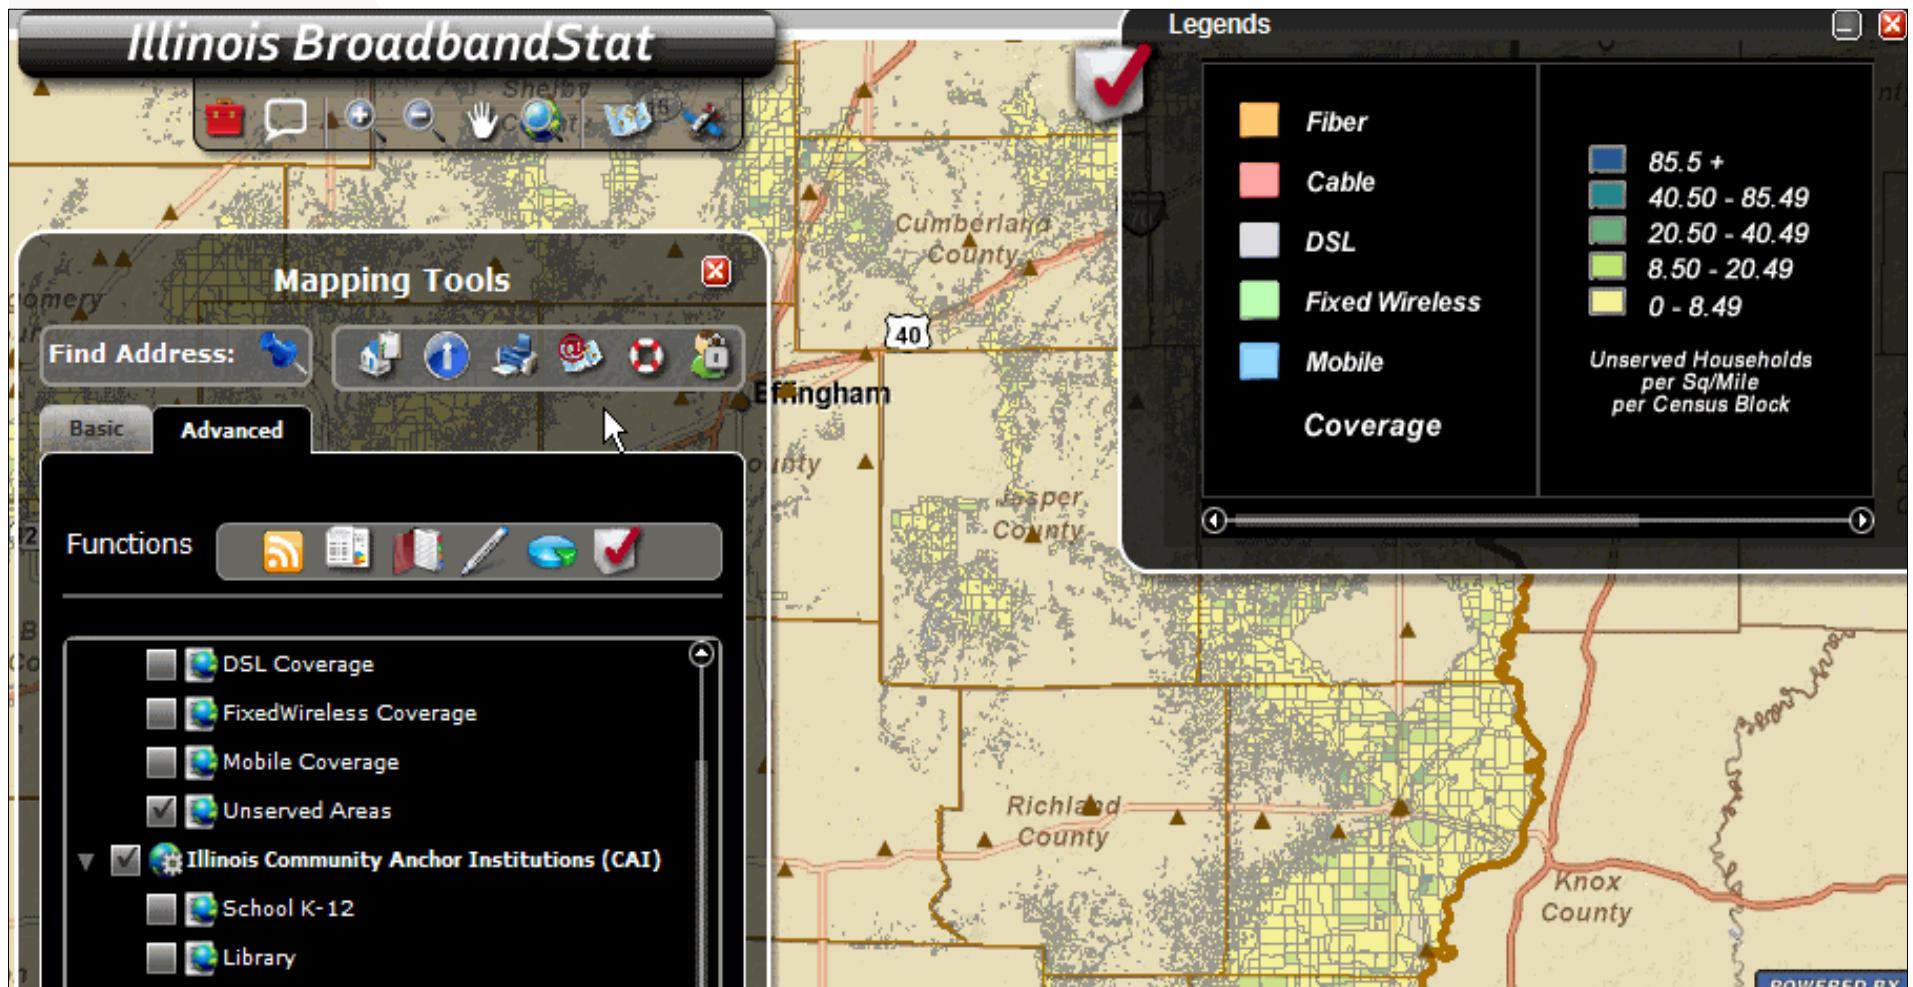 Illinois BroadbandStat
Legends
Shelby
Fiber
Cable
DSL
Fixed Wireless
Mobile
Coverage
85.5 +
40.50 - 85.49
20.50 - 40.49
8.50 - 20.49
0 - 8.49
Unserved Households
per Sq/Mile
per Census Block
Cumberland
County
40
Effingham
Jasper
County
Richland
County
Knox
County
Mapping Tools
Find Address:
Basic
Advanced
Functions
DSL Coverage
FixedWireless Coverage
Mobile Coverage
Unserved Areas
Illinois Community Anchor Institutions (CAI)
School K-12
Library
POWERED BY